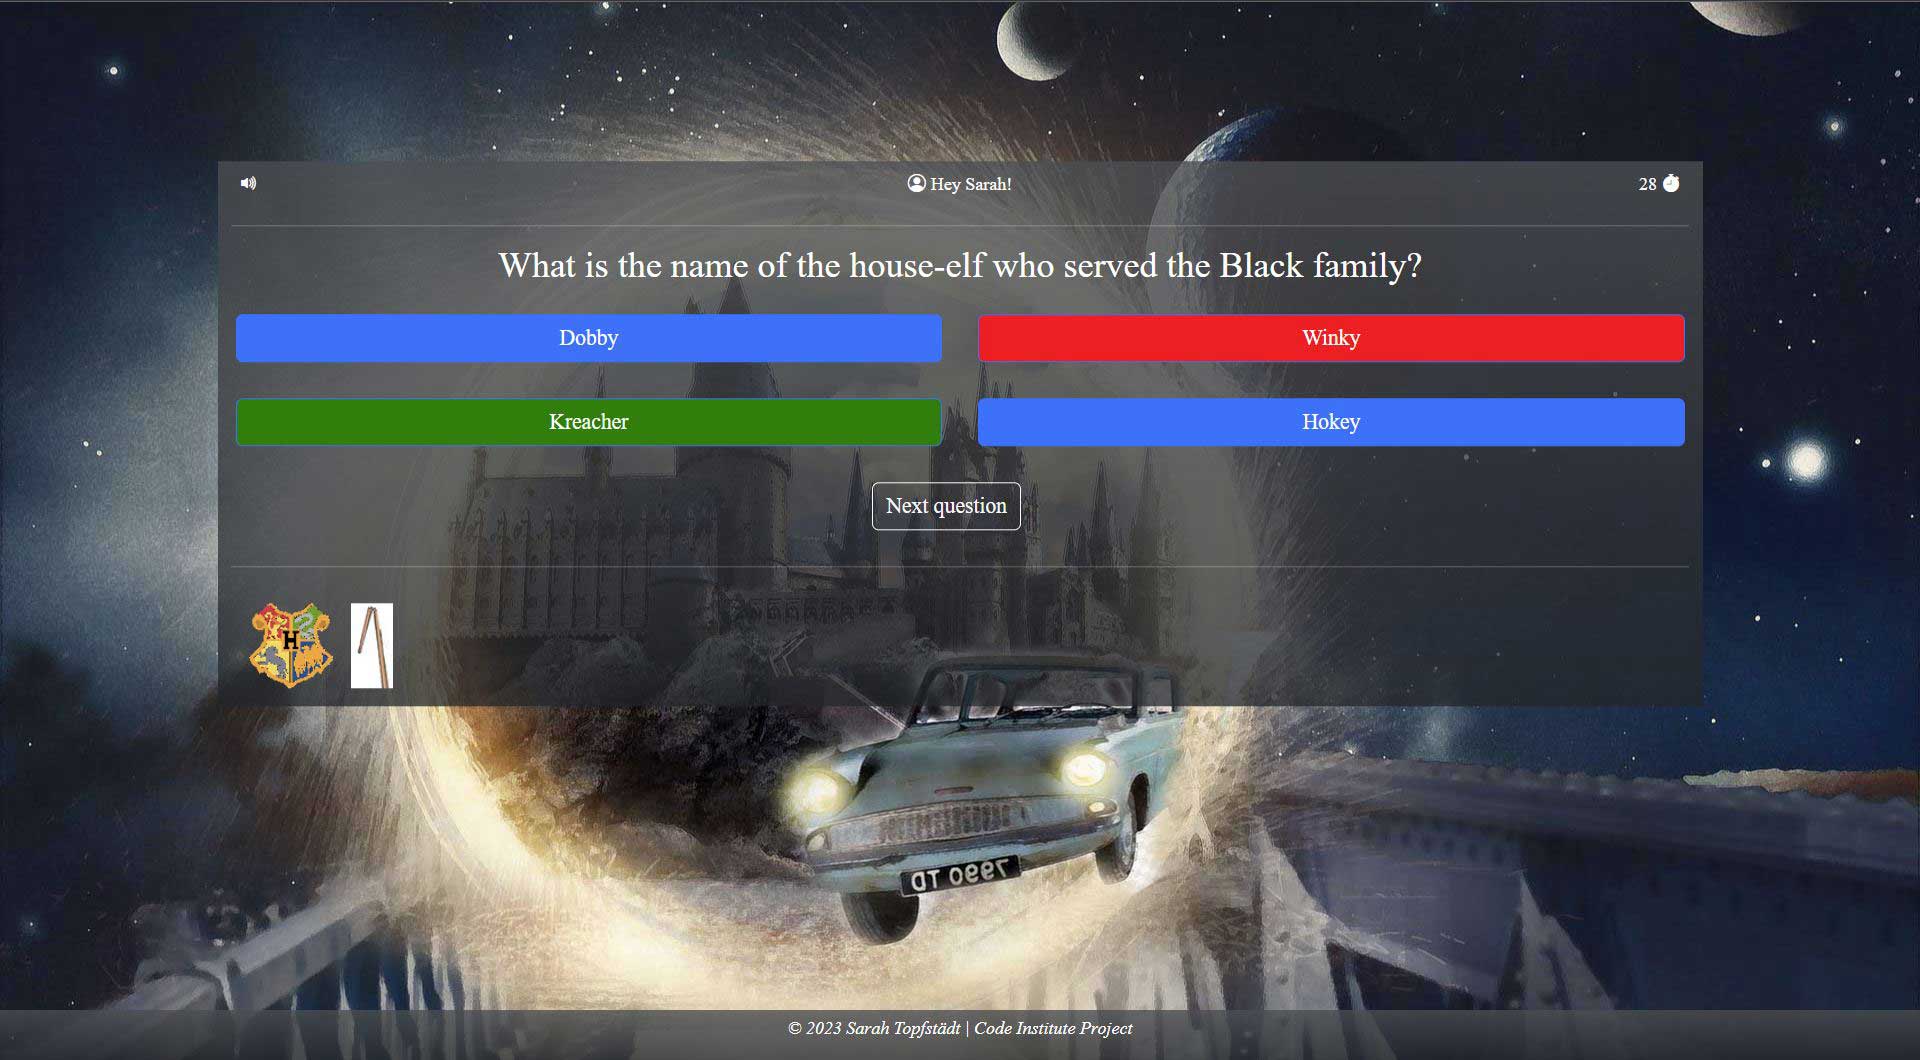 Hey Sarah!
28
What is the name of the house-elf who served the Black family?
Dobby
Winky
Kreacher
Hokey
Next question
H
7990 TD
© 2023 Sarah Topfstädt | Code Institute Project